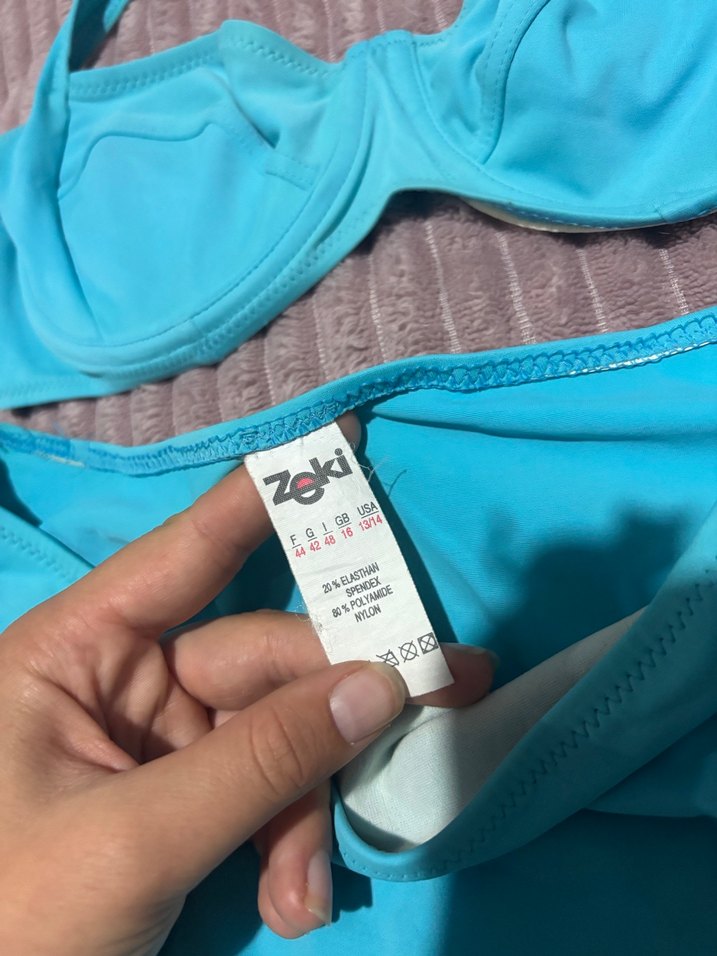 Zeki
F G I GB USA
44 42 48 16 13/14
20 % ELASTHAN
SPENDEX
80 % POLYAMIDE
NYLON